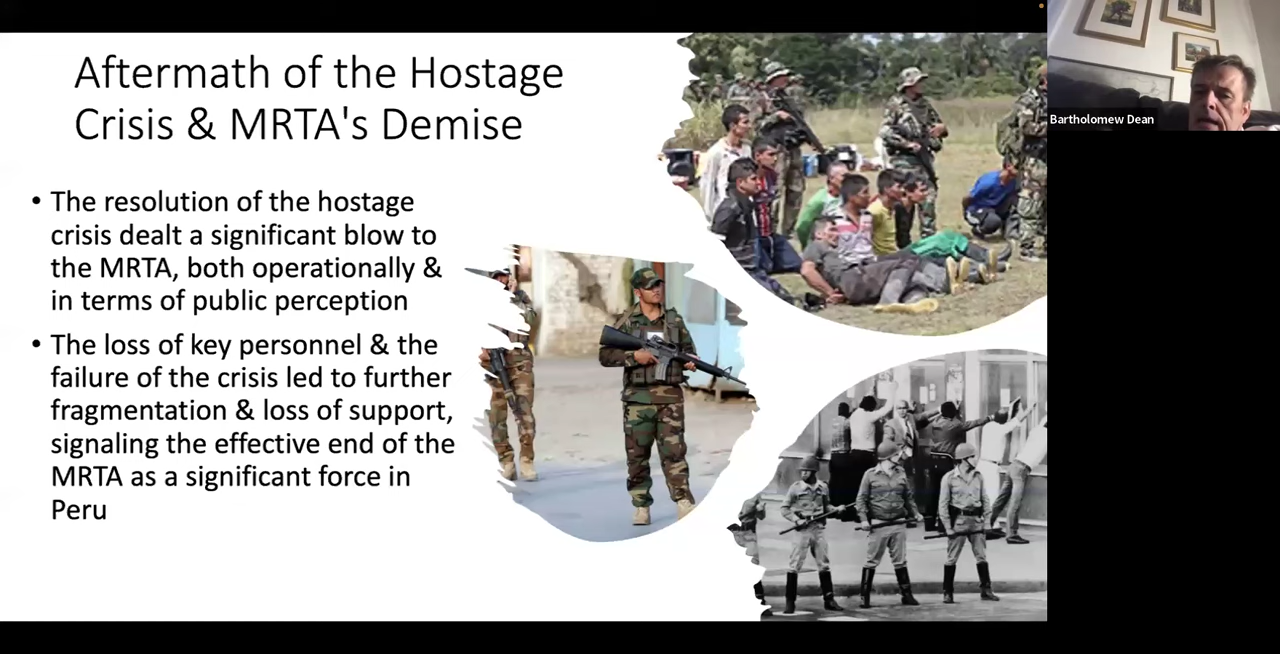 Aftermath of the Hostage
Crisis & MRTA's Demise
• The resolution of the hostage
crisis dealt a significant blow to
the MRTA, both operationally &
in terms of public perception
• The loss of key personnel & the
failure of the crisis led to further
fragmentation & loss of support,
signaling the effective end of the
MRTA as a significant force in
Peru
Bartholomew Dean